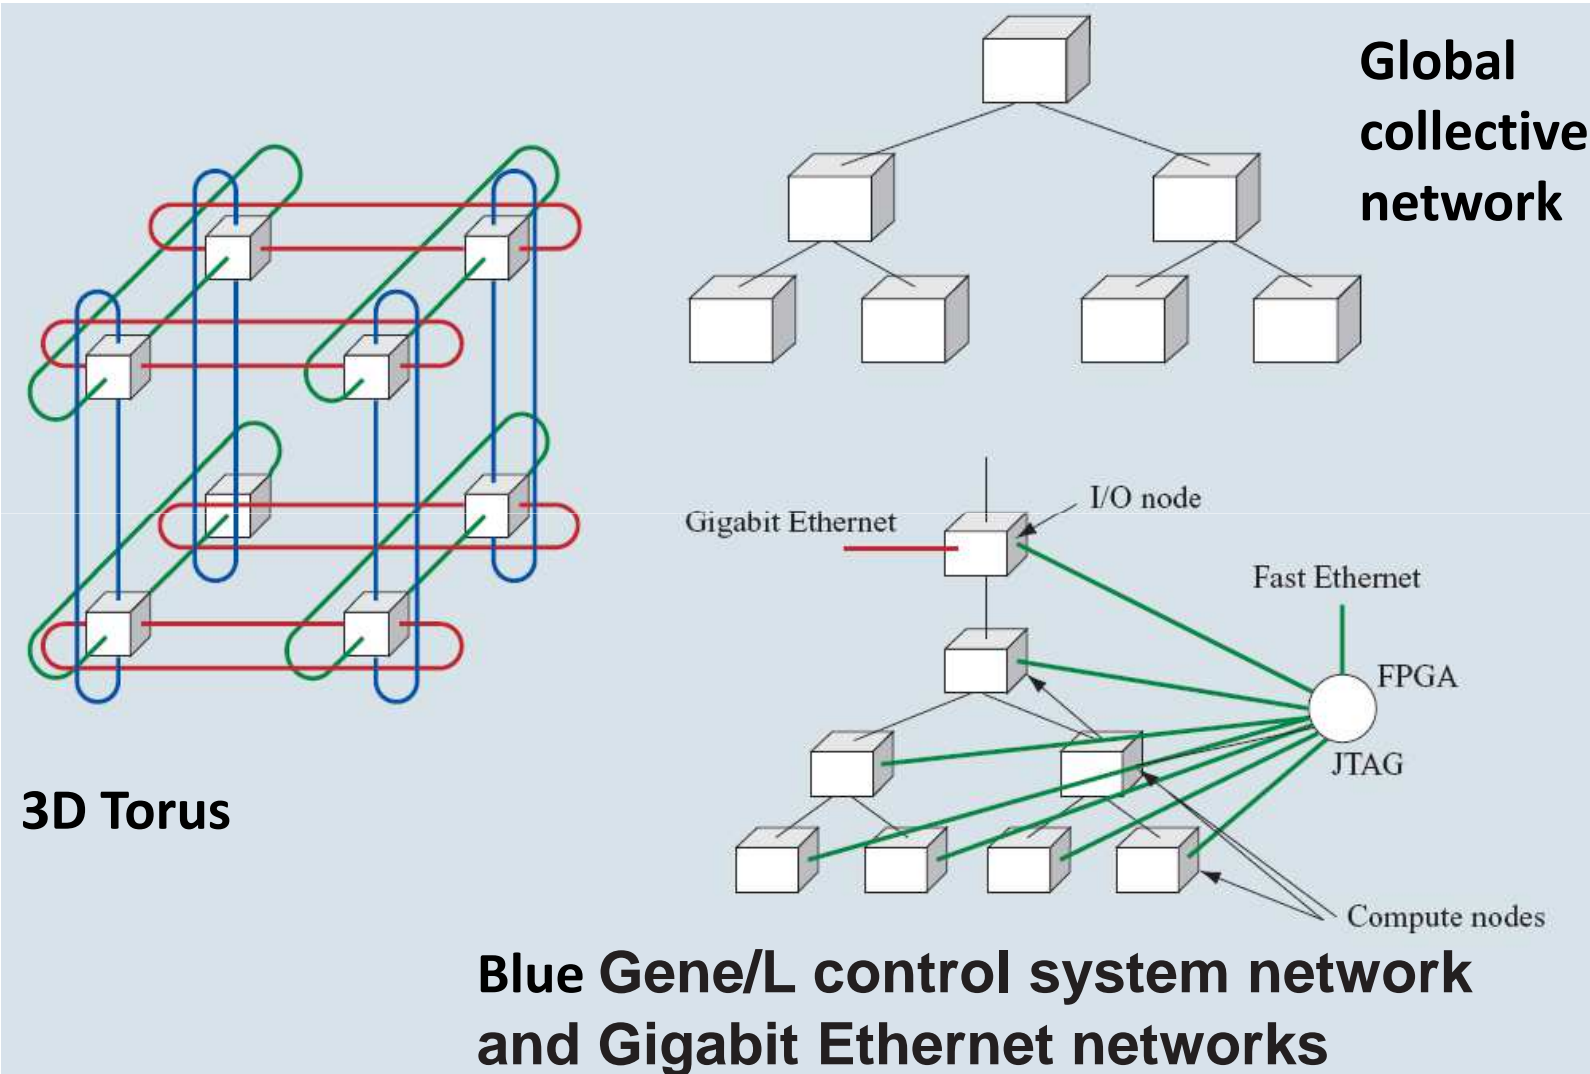 Global
collective
network
3D Torus
Gigabit Ethernet
I/O node
Fast Ethernet
FPGA
JTAG
Compute nodes
Blue Gene/L control system network
and Gigabit Ethernet networks